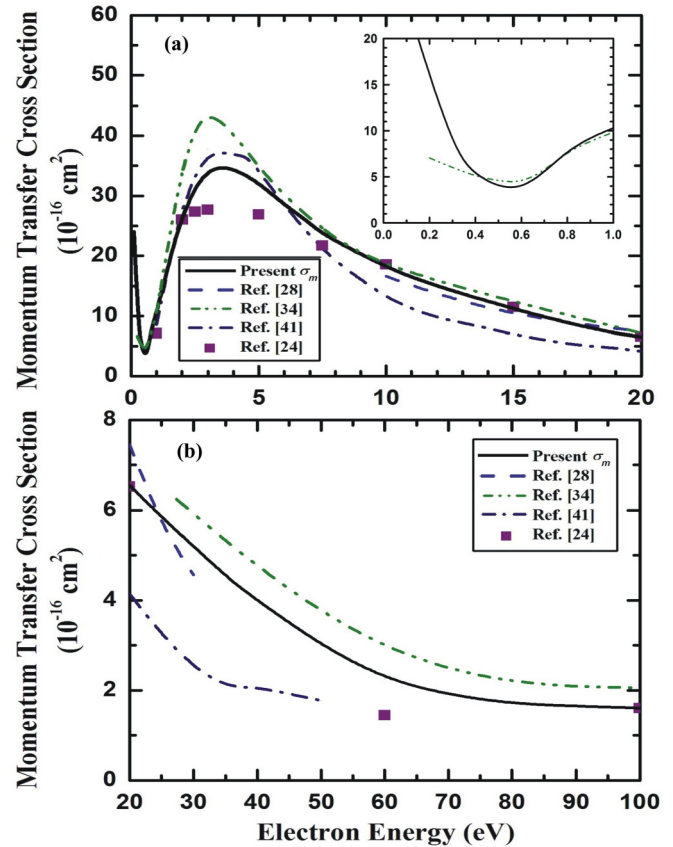 (a)
Momentum Transfer Cross Section
(10⁻¹⁶ cm²)
60
50
40
30
20
10
0
20
15
10
5
0
0.0 0.2 0.4 0.6 0.8 1.0
Present σₘ
Ref. [28]
Ref. [34]
Ref. [41]
Ref. [24]
0 5 10 15 20
(b)
Momentum Transfer Cross Section
(10⁻¹⁶ cm²)
8
6
4
2
0
Present σₘ
Ref. [28]
Ref. [34]
Ref. [41]
Ref. [24]
20 30 40 50 60 70 80 90 100
Electron Energy (eV)